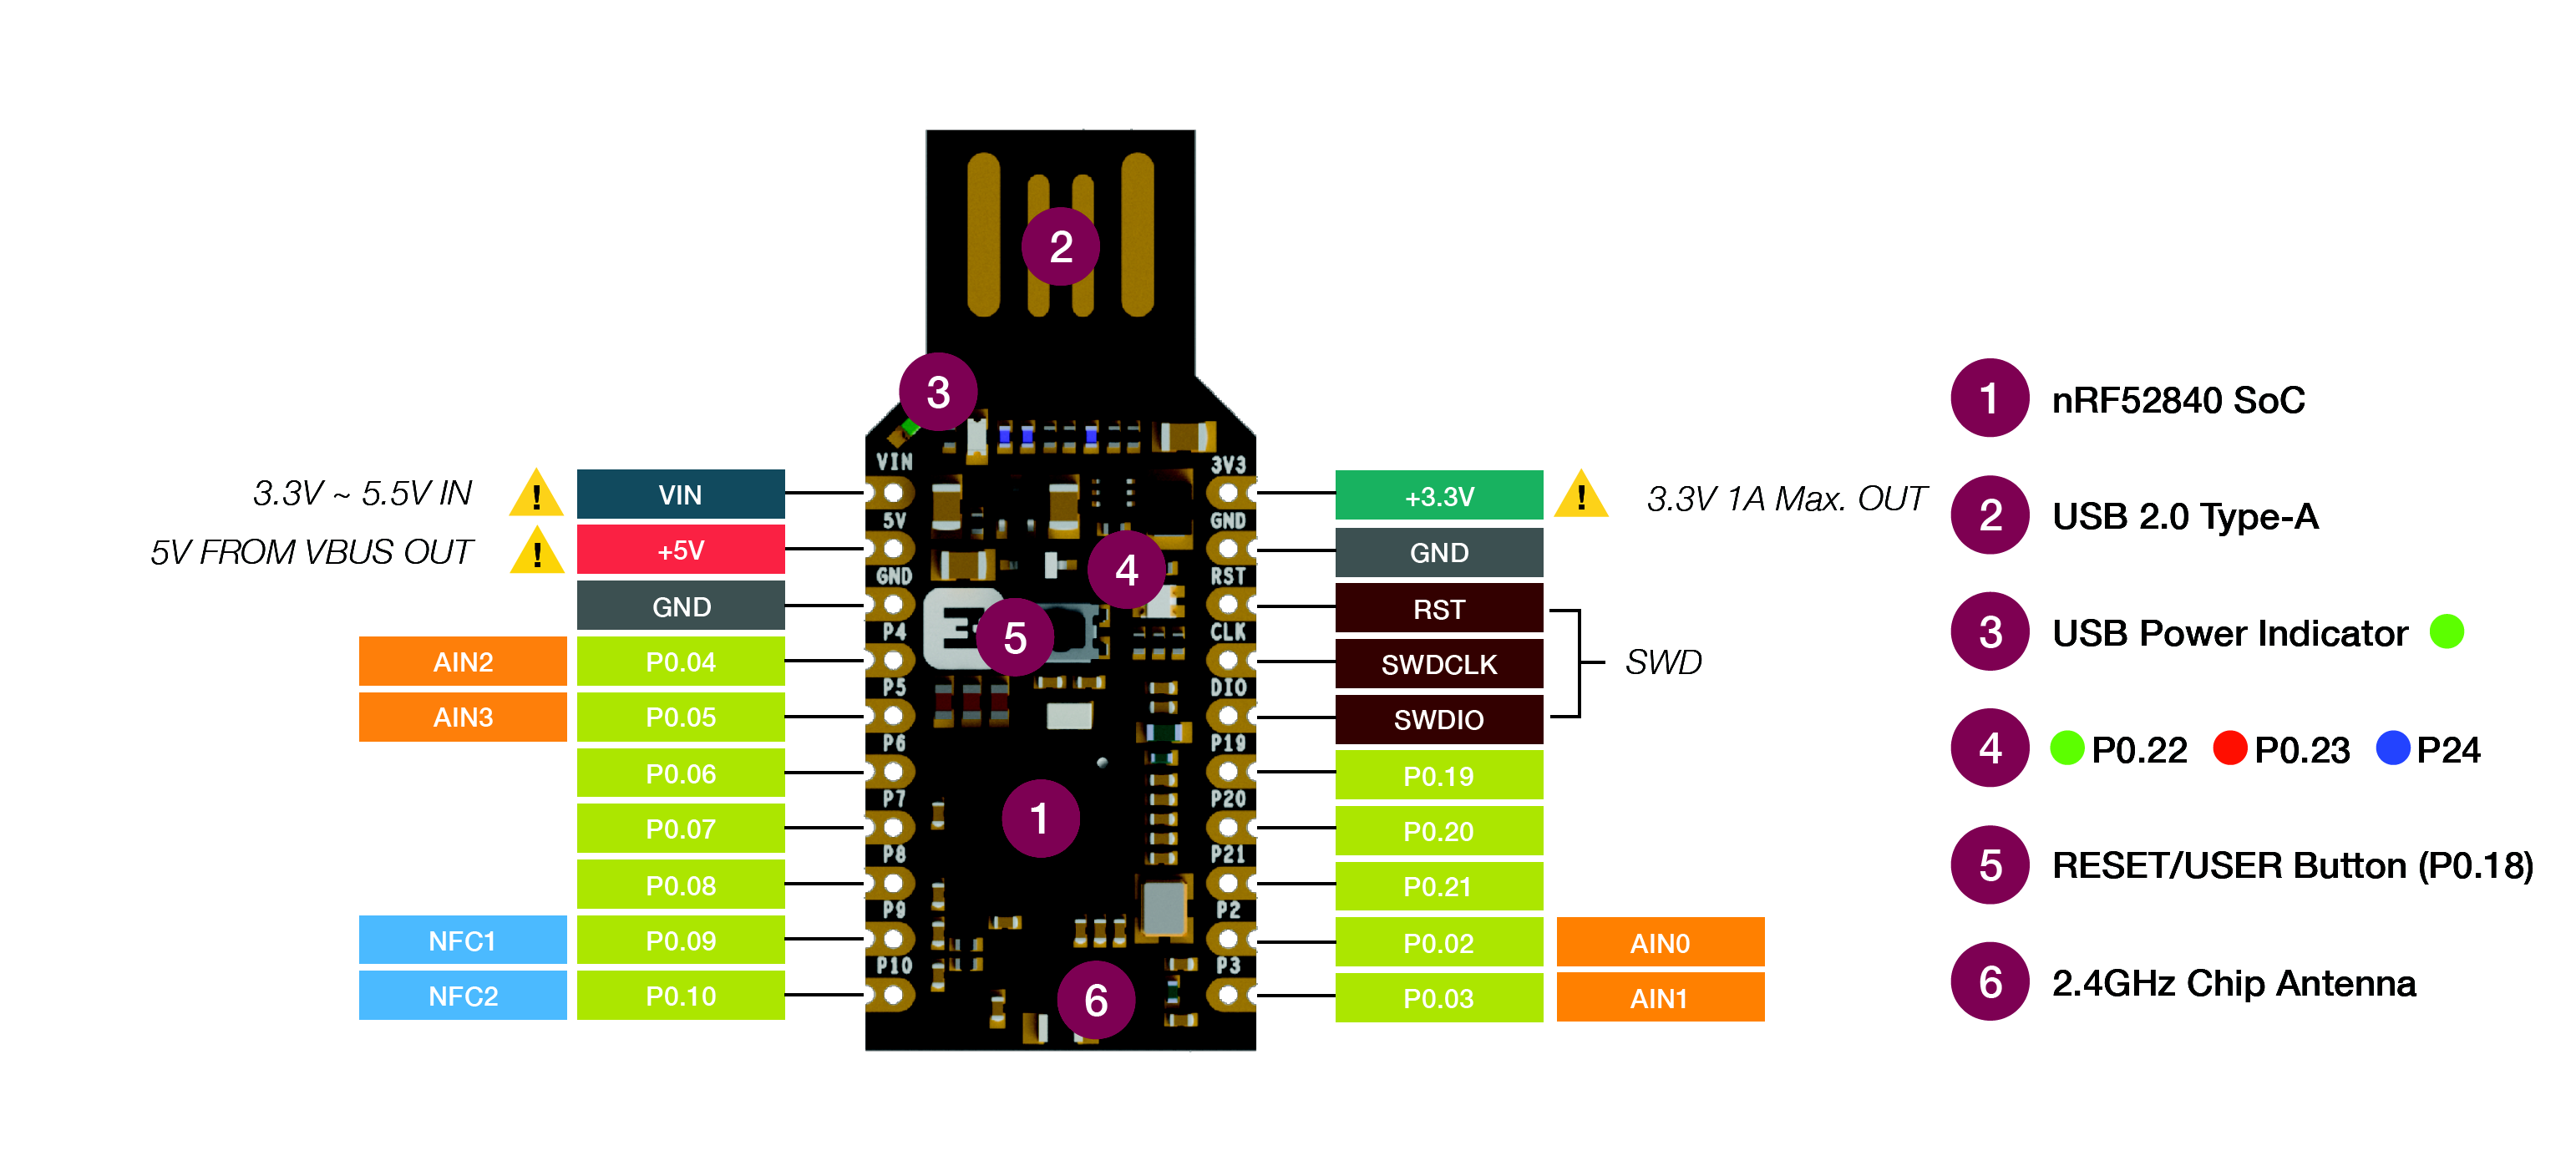 2
3
VIN
3V3
3.3V ~ 5.5V IN
!
VIN
+3.3V
!
3.3V 1A Max. OUT
5V
GND
5V FROM VBUS OUT
!
+5V
GND
4
GND
RST
GND
RST
E
5
P4
CLK
AIN2
P0.04
SWDCLK
SWD
P5
DIO
AIN3
P0.05
SWDIO
P6
P19
P0.06
P0.19
P7
P20
P0.07
1
P0.20
P8
P21
P0.08
P0.21
P9
P2
NFC1
P0.09
P0.02
AIN0
P10
P3
NFC2
P0.10
6
P0.03
AIN1
1 nRF52840 SoC
2 USB 2.0 Type-A
3 USB Power Indicator
4 P0.22 P0.23 P24
5 RESET/USER Button (P0.18)
6 2.4GHz Chip Antenna